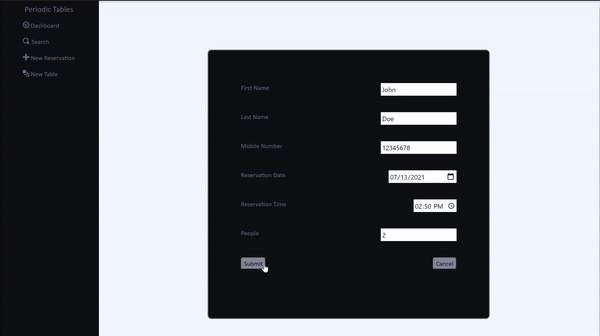 Periodic Tables
Dashboard
Search
New Reservation
New Table
First Name John
Last Name Doe
Mobile Number 12345678
Reservation Date 07/13/2021
Reservation Time 02:50 PM
People 2
Submit Cancel